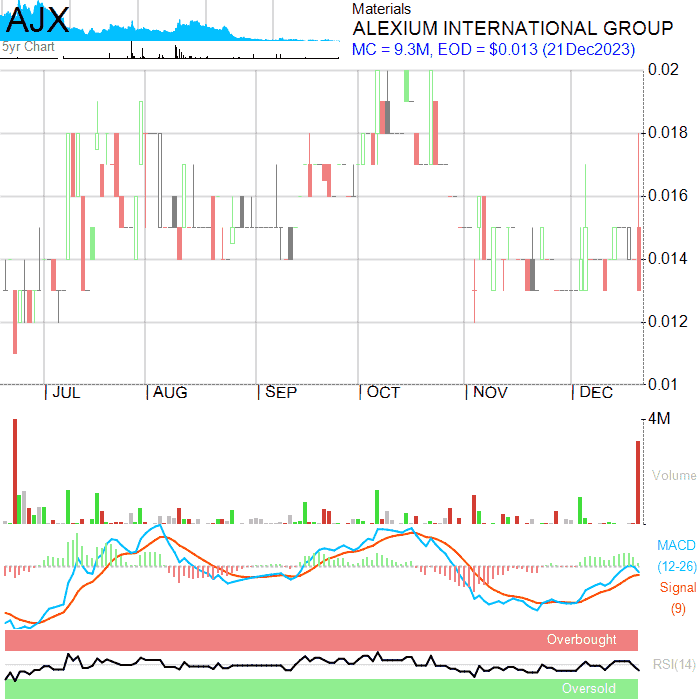 AJX
5yr Chart
Materials
ALEXIUM INTERNATIONAL GROUP
MC = 9.3M, EOD = $0.013 (21Dec2023)
0.02
0.018
0.016
0.014
0.012
0.01
| JUL | AUG | SEP | OCT | NOV | DEC
4M
Volume
MACD
(12-26)
Signal
(9)
Overbought
RSI(14)
Oversold